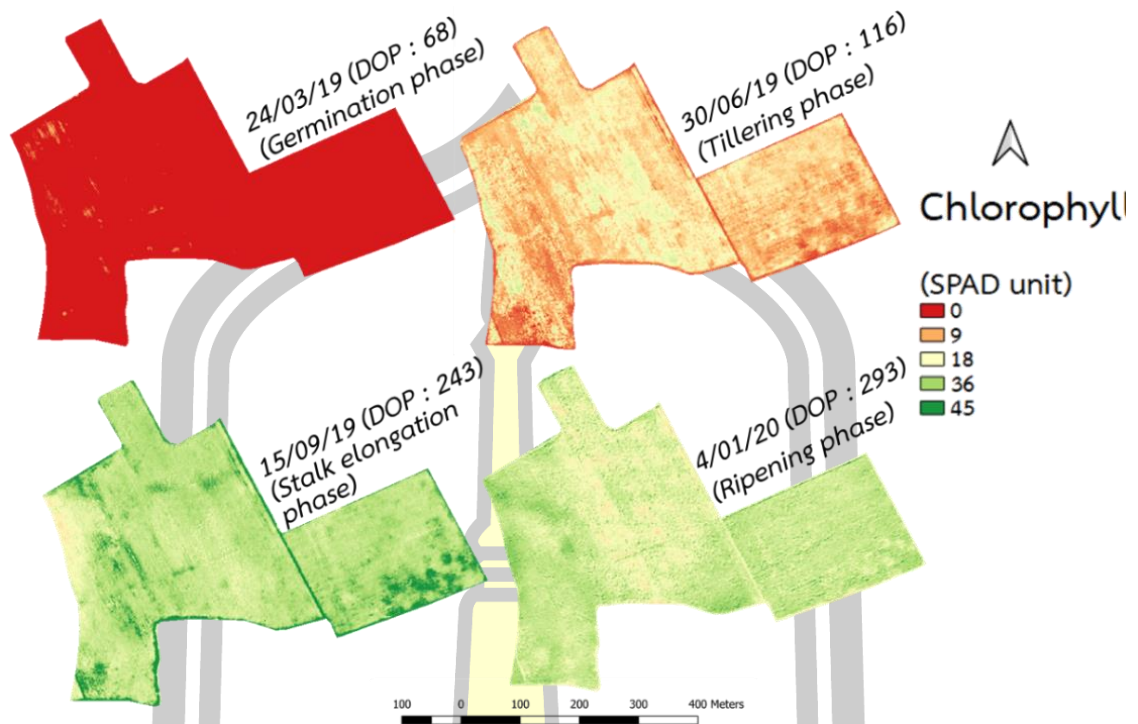 24/03/19 (DOP : 68)
(Germination phase)
30/06/19 (DOP : 116)
(Tillering phase)
Chlorophyll
(SPAD unit)
0
9
18
36
45
15/09/19 (DOP : 243)
(Stalk elongation
phase)
4/01/20 (DOP : 293)
(Ripening phase)
100 0 100 200 300 400 Meters